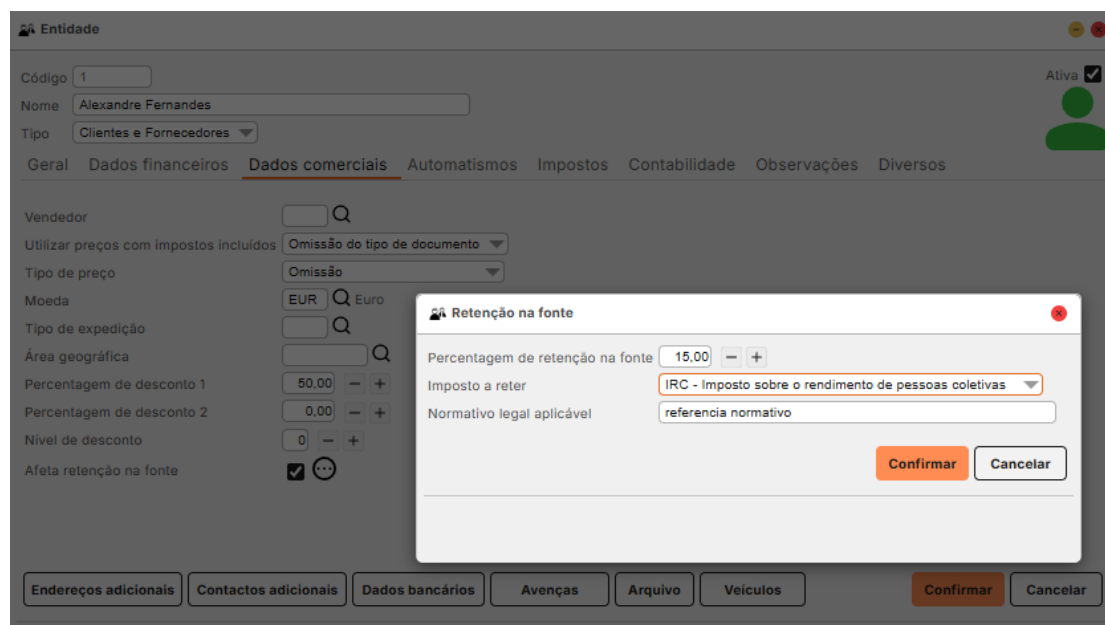 Entidade
Código 1 Ativa
Nome Alexandre Fernandes
Tipo Clientes e Fornecedores
Geral Dados financeiros Dados comerciais Automatismos Impostos Contabilidade Observações Diversos
Vendedor
Utilizar preços com impostos incluídos Omissão do tipo de documento
Tipo de preço Omissão
Moeda EUR Euro
Tipo de expedição
Área geográfica
Percentagem de desconto 1 50,00 − +
Percentagem de desconto 2 0,00 − +
Nível de desconto 0 − +
Afeta retenção na fonte
Retenção na fonte
Percentagem de retenção na fonte 15,00 − +
Imposto a reter IRC - Imposto sobre o rendimento de pessoas coletivas
Normativo legal aplicável referencia normativo
Confirmar Cancelar
Endereços adicionais Contactos adicionais Dados bancários Avenças Arquivo Veículos Confirmar Cancelar